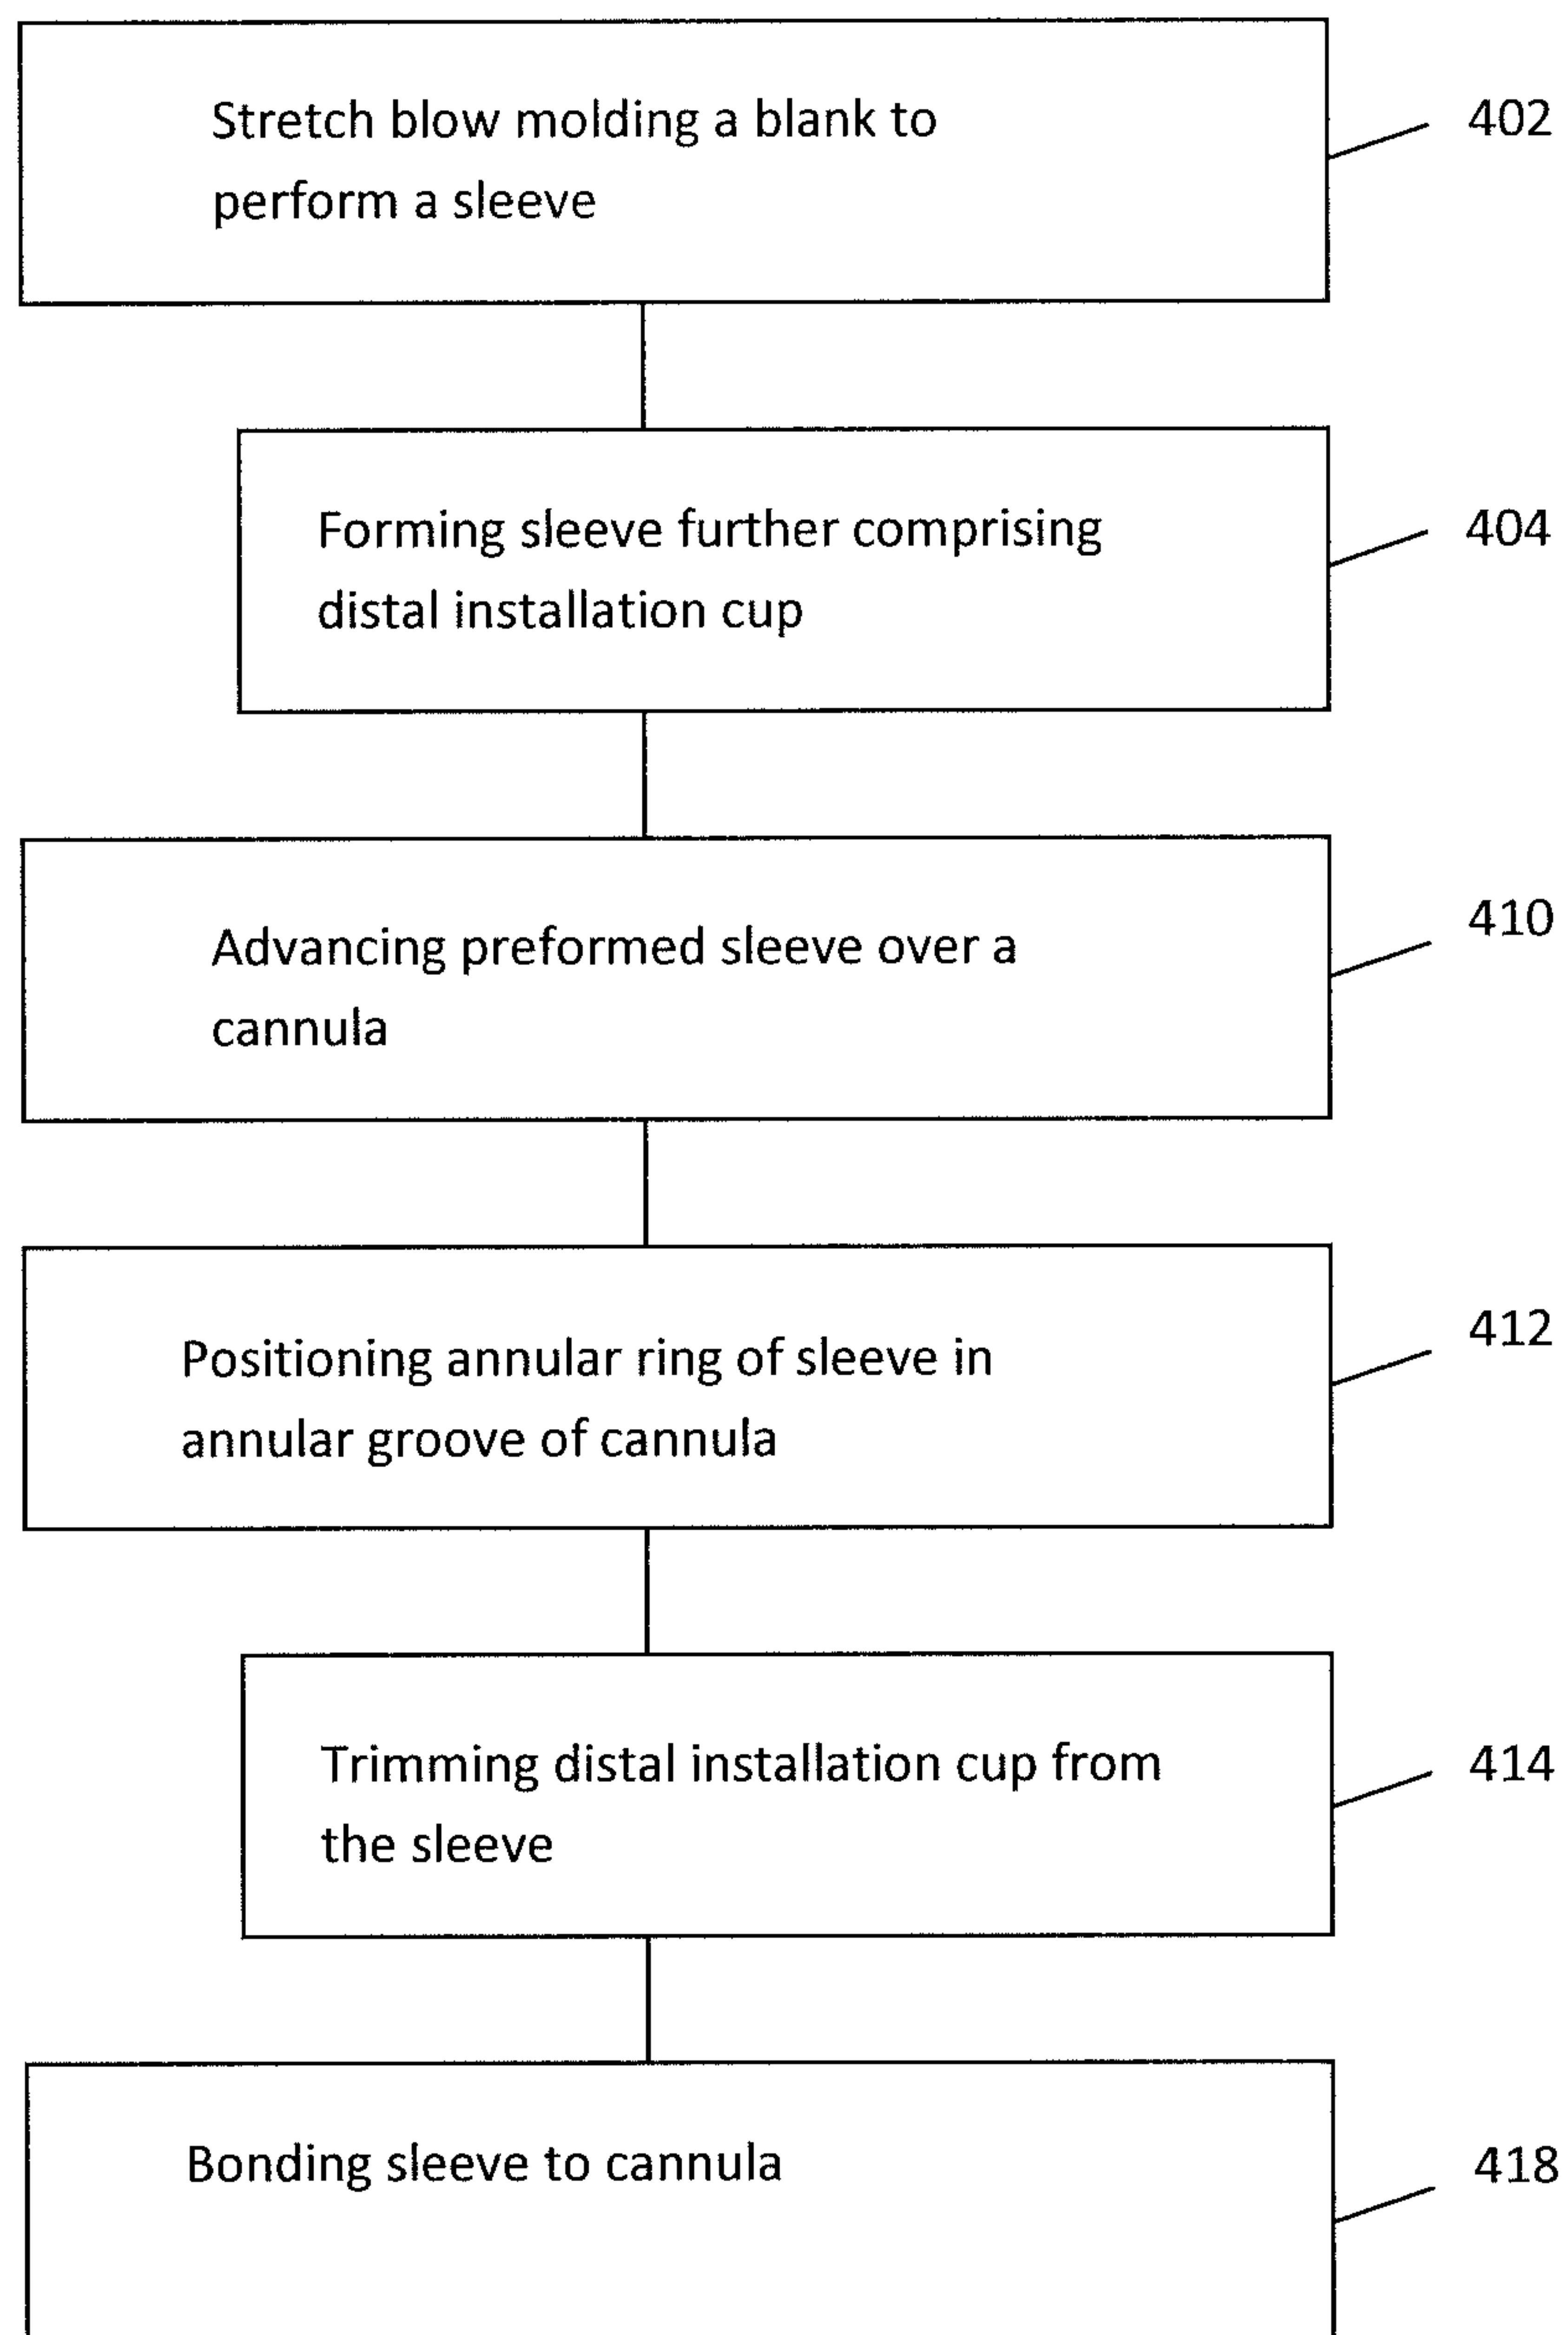 Stretch blow molding a blank to
perform a sleeve
402
Forming sleeve further comprising
distal installation cup
404
Advancing preformed sleeve over a
cannula
410
Positioning annular ring of sleeve in
annular groove of cannula
412
Trimming distal installation cup from
the sleeve
414
Bonding sleeve to cannula
418